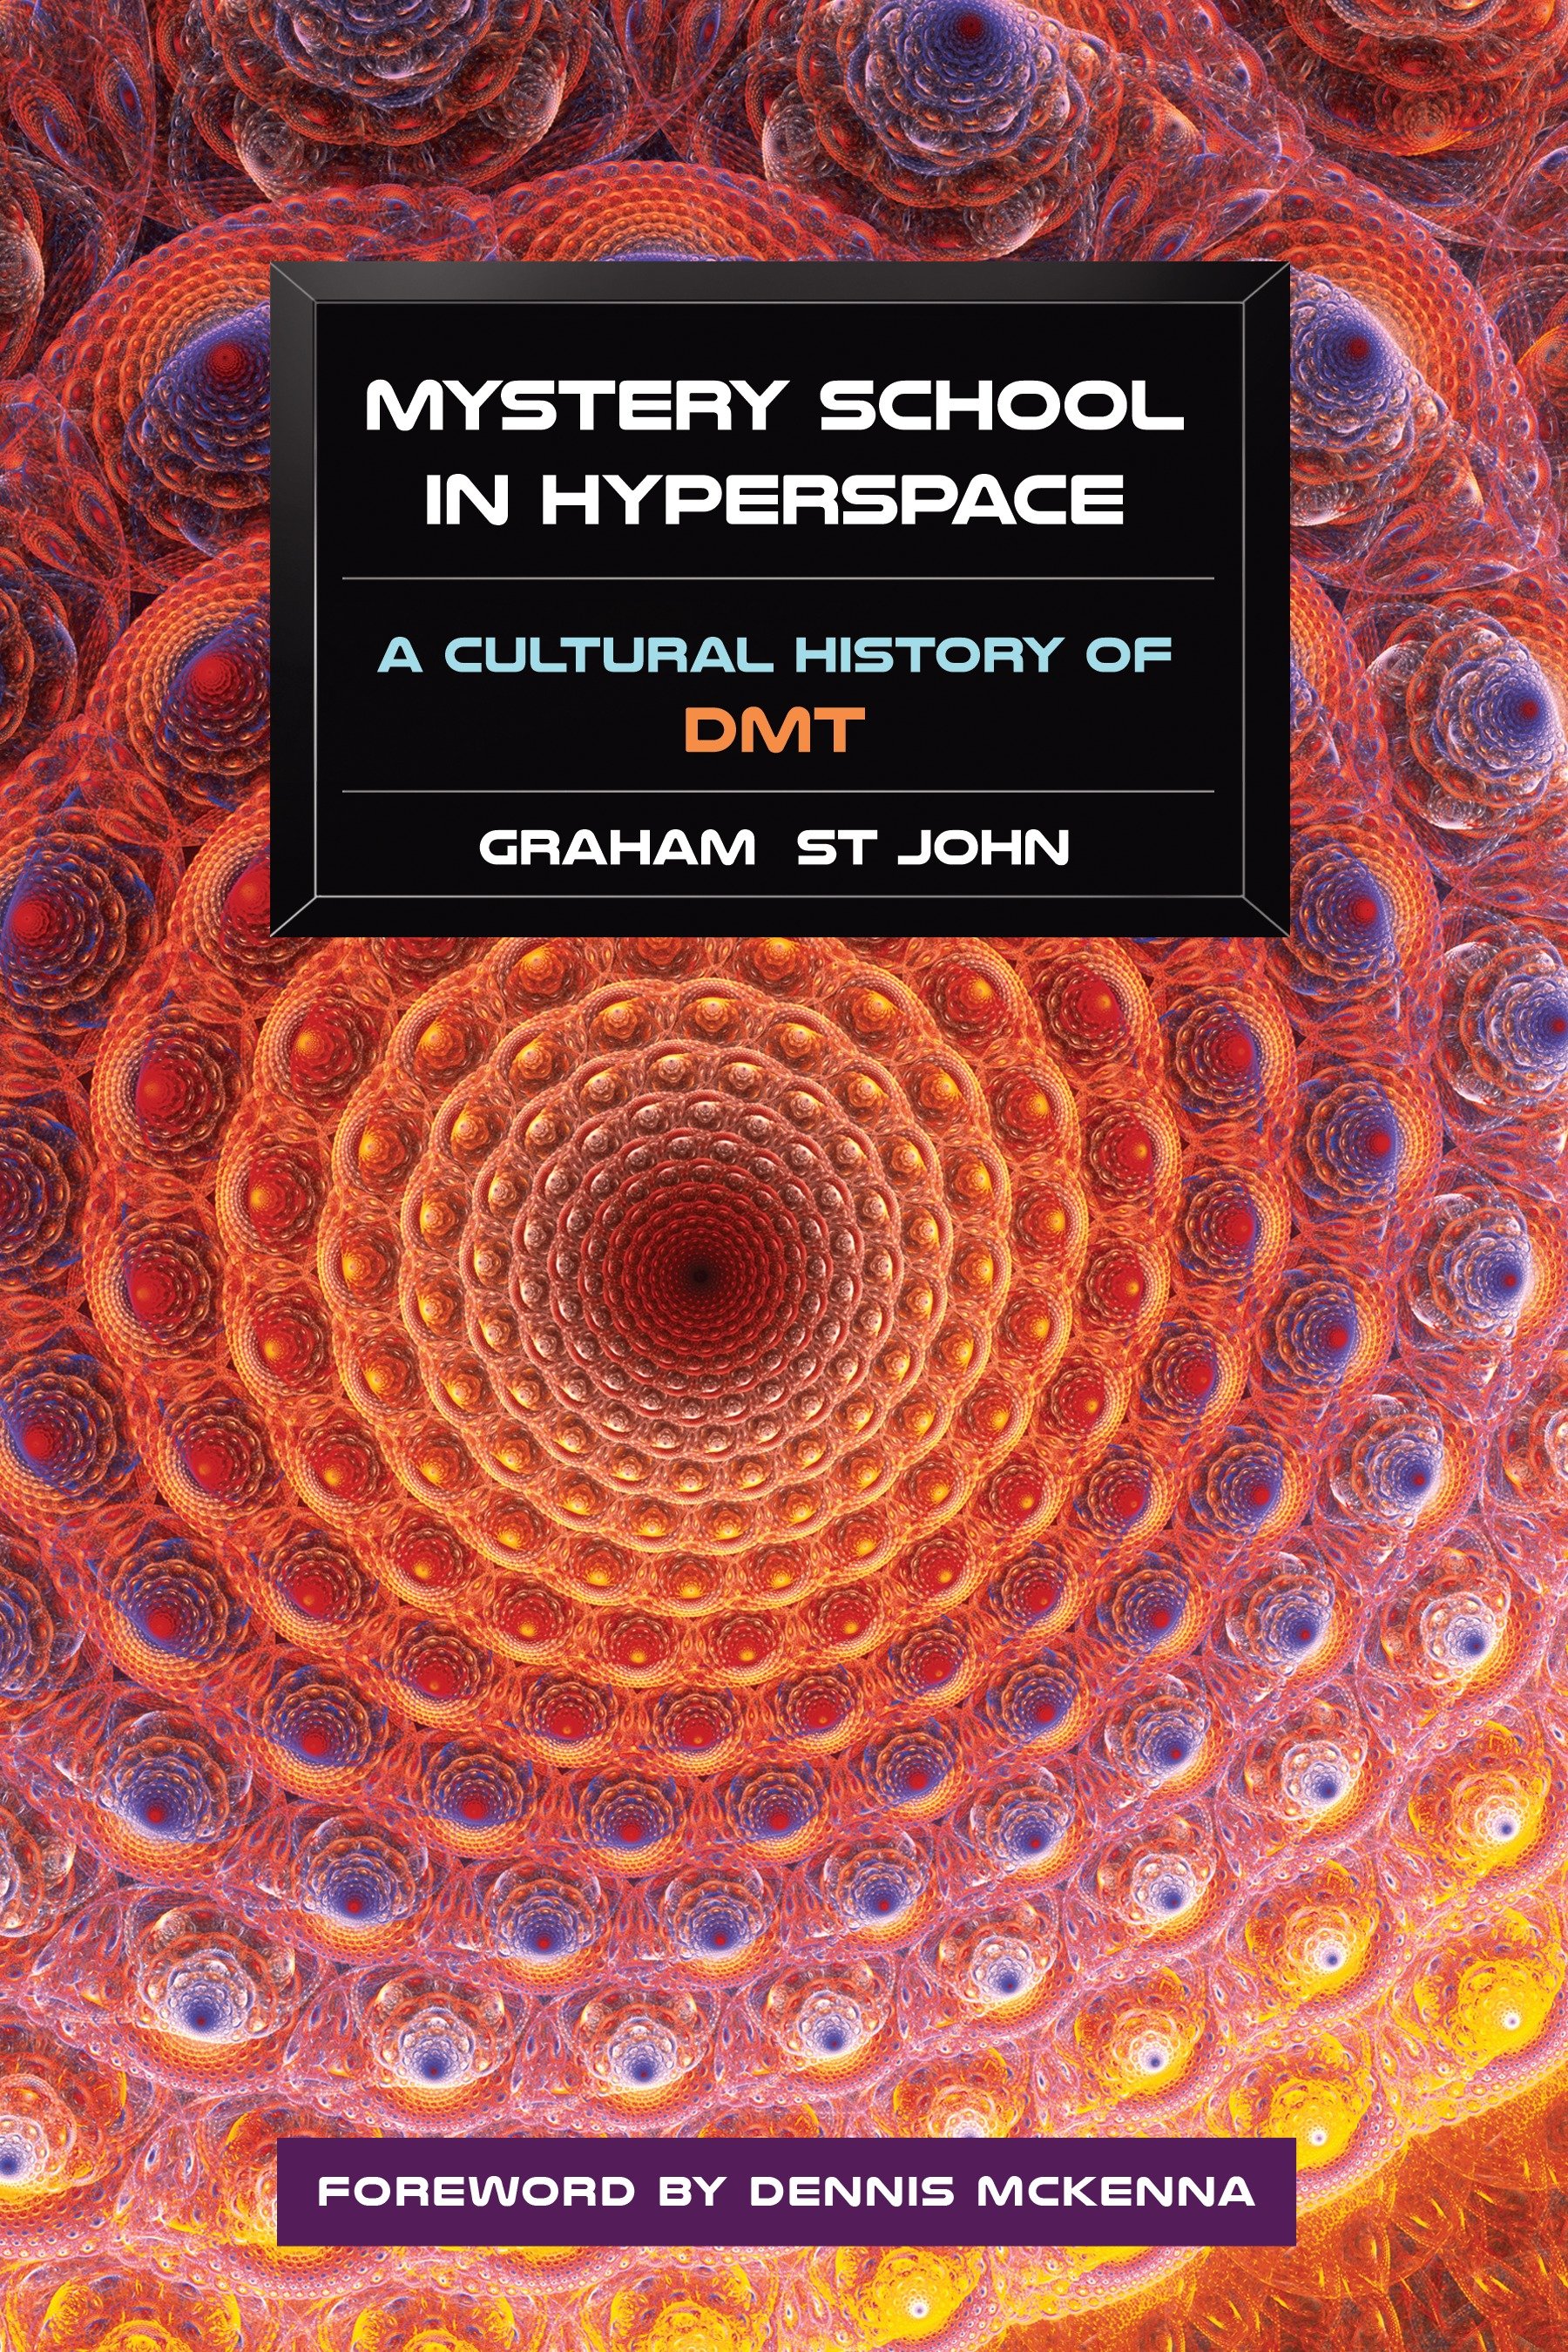 MYSTERY SCHOOL
IN HYPERSPACE
A CULTURAL HISTORY OF
DMT
GRAHAM ST JOHN
FOREWORD BY DENNIS MCKENNA